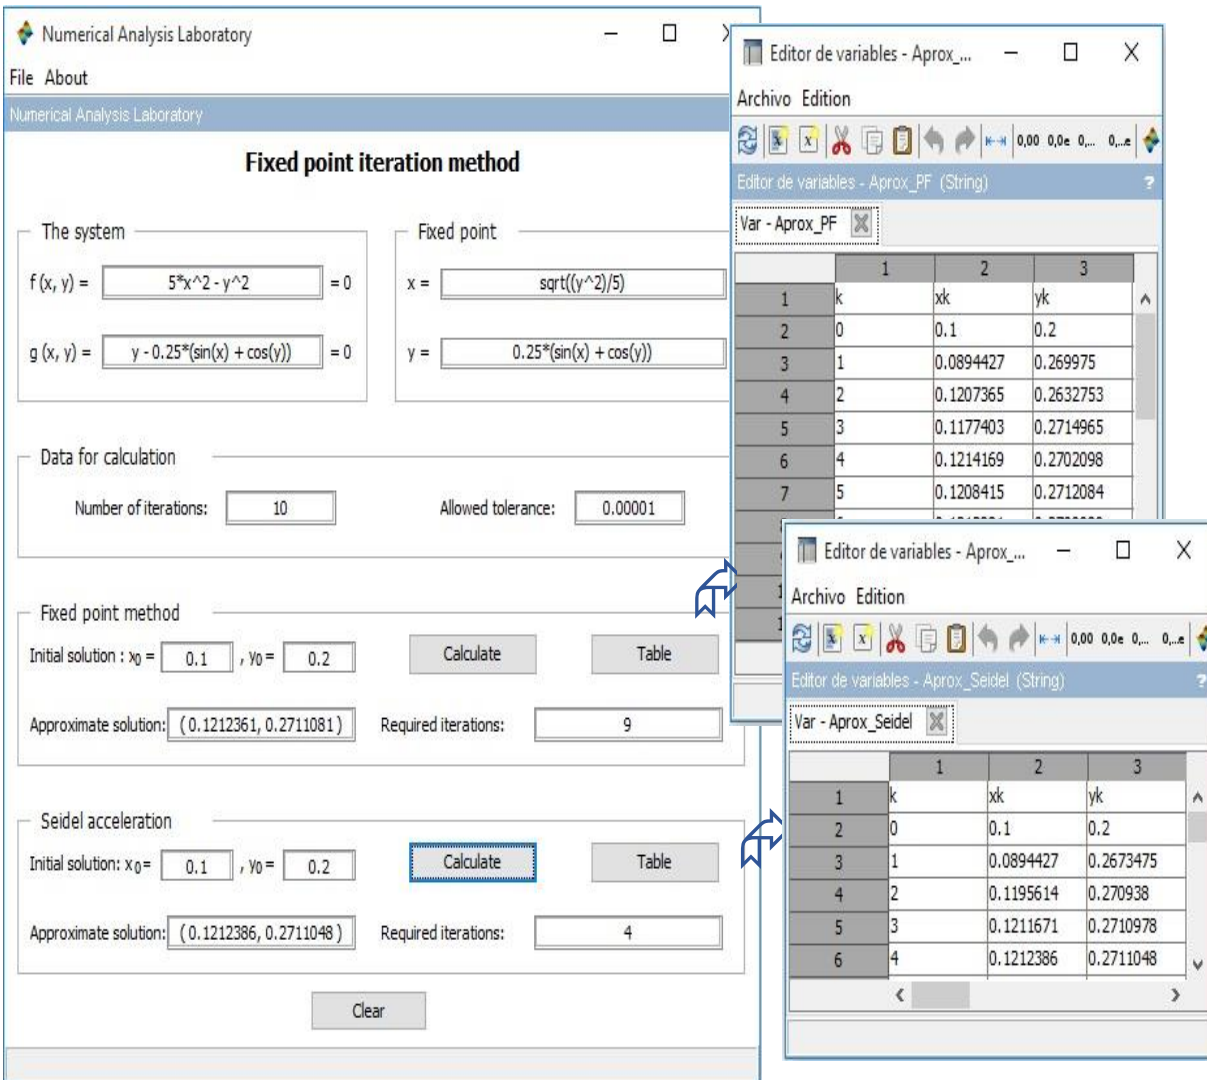 Numerical Analysis Laboratory
File About
Numerical Analysis Laboratory
Fixed point iteration method
The system
f (x, y) = 5*x^2 - y^2 = 0
g (x, y) = y - 0.25*(sin(x) + cos(y)) = 0
Fixed point
x = sqrt((y^2)/5)
y = 0.25*(sin(x) + cos(y))
Data for calculation
Number of iterations: 10 Allowed tolerance: 0.00001
Fixed point method
Initial solution : x0 = 0.1 , y0 = 0.2 Calculate Table
Approximate solution: ( 0.1212361, 0.2711081 ) Required iterations: 9
Seidel acceleration
Initial solution: x0 = 0.1 , y0 = 0.2 Calculate Table
Approximate solution: ( 0.1212386, 0.2711048 ) Required iterations: 4
Clear
Editor de variables - Aprox_...
Archivo Edition
0,00 0,0e 0,... 0,...e
Editor de variables - Aprox_PF (String) ?
Var - Aprox_PF
1 2 3
1 k xk yk
2 0 0.1 0.2
3 1 0.0894427 0.269975
4 2 0.1207365 0.2632753
5 3 0.1177403 0.2714965
6 4 0.1214169 0.2702098
7 5 0.1208415 0.2712084
Editor de variables - Aprox_...
Archivo Edition
0,00 0,0e 0,... 0,...e
Editor de variables - Aprox_Seidel (String) ?
Var - Aprox_Seidel
1 2 3
1 k xk yk
2 0 0.1 0.2
3 1 0.0894427 0.2673475
4 2 0.1195614 0.270938
5 3 0.1211671 0.2710978
6 4 0.1212386 0.2711048